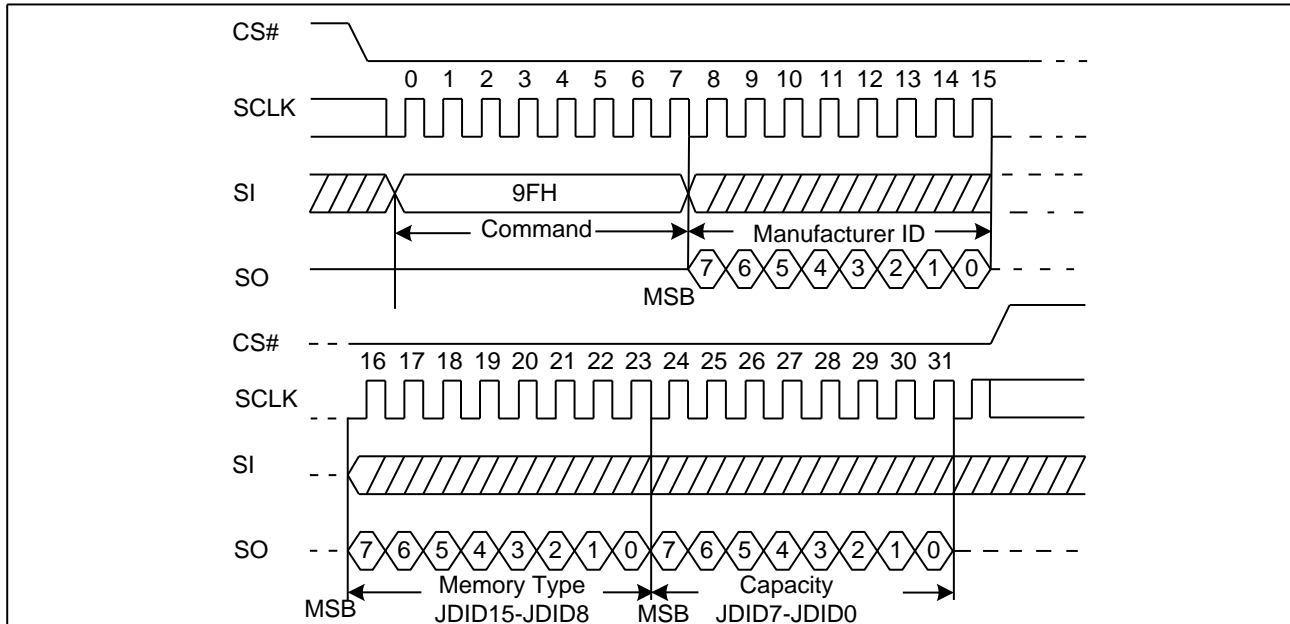 CS#
0 1 2 3 4 5 6 7 8 9 10 11 12 13 14 15
SCLK
SI
9FH
Command
Manufacturer ID
SO
7 6 5 4 3 2 1 0
MSB
CS#
16 17 18 19 20 21 22 23 24 25 26 27 28 29 30 31
SCLK
SI
SO
7 6 5 4 3 2 1 0 7 6 5 4 3 2 1 0
Memory Type Capacity
MSB JDID15-JDID8 MSB JDID7-JDID0